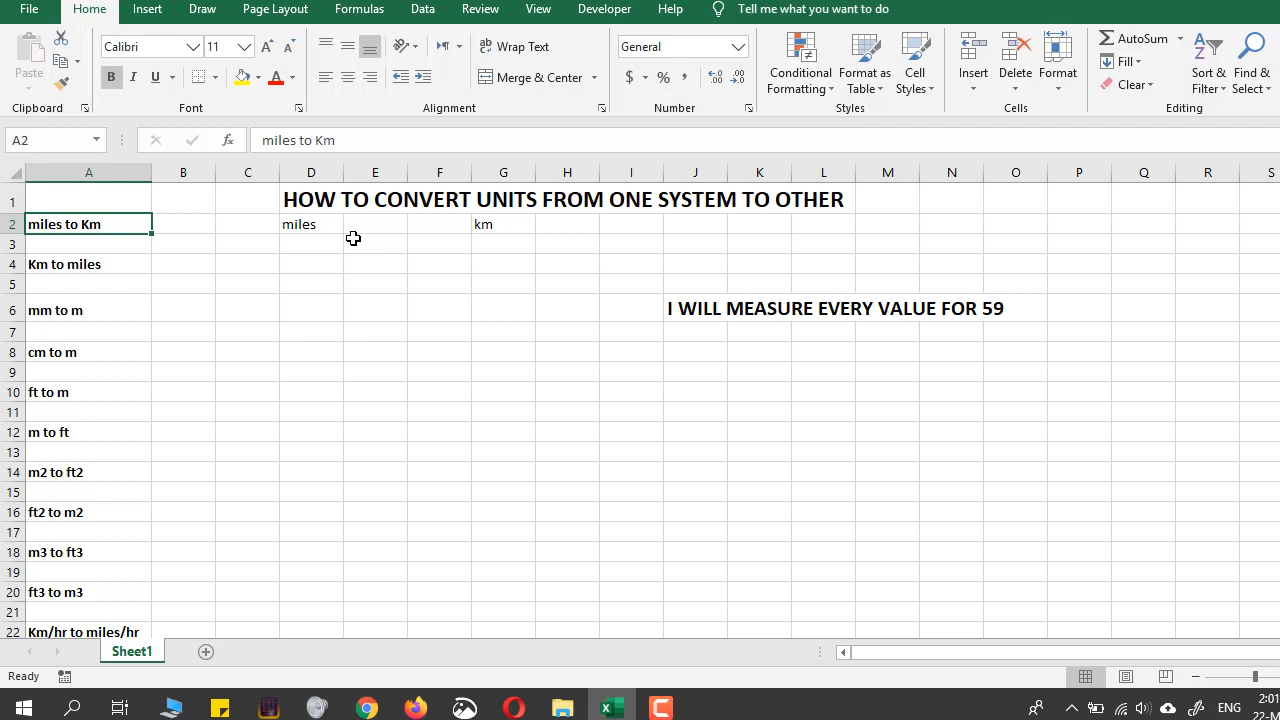 File Home Insert Draw Page Layout Formulas Data Review View Developer Help Tell me what you want to do
Calibri 11 Wrap Text General AutoSum
Paste B I U Merge & Center $ % , Conditional Formatting Format as Table Cell Styles Insert Delete Format Fill Clear Sort & Filter Find & Select
Clipboard Font Alignment Number Styles Cells Editing
A2 fx miles to Km
A B C D E F G H I J K L M N O P Q R S
1 HOW TO CONVERT UNITS FROM ONE SYSTEM TO OTHER
2 miles to Km miles km
3
4 Km to miles
5
6 mm to m I WILL MEASURE EVERY VALUE FOR 59
7
8 cm to m
9
10 ft to m
11
12 m to ft
13
14 m2 to ft2
15
16 ft2 to m2
17
18 m3 to ft3
19
20 ft3 to m3
21
22 Km/hr to miles/hr
Sheet1
Ready
ENG 2:01
22-M